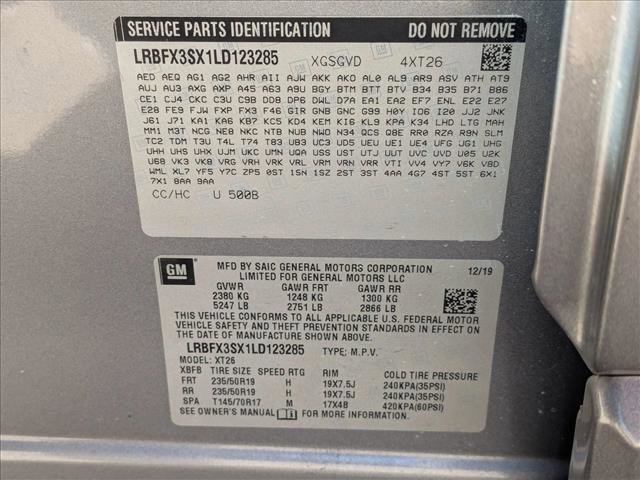 SERVICE PARTS IDENTIFICATION DO NOT REMOVE
LRBFX3SX1LD123285 XGSGVD 4XT26
AED AEQ AG1 AG2 AHR AII AJW AKK AKO AL0 AL9 AR9 ASV ATH AT9
AUJ AU3 AXG AXP A45 A63 A9U BGY BTM BTT BTV B34 B35 B71 B86
CE1 CJ4 CKC C3U C9B DD8 DP6 DWL D7A EA1 EA2 EF7 ENL E22 E27
E28 FE9 FJW FXP FX3 F46 GIR GNB GNC G99 H0Y IO6 I20 JJ2 JNK
J61 J71 KA1 KA6 KB7 KC5 KD4 KEM KI6 KL9 KPA K34 LHD LTG MAH
MM1 M3T NCG NE8 NKC NTB NUB NWO N34 QCS Q8E RR0 RZA R9N SLM
TC2 TDM T3U T4L T74 T83 UB3 UC3 UD5 UEU UE1 UE4 UFG JG1 UHG
UHH UHS UHX UJM UKC UMN UQA USS UST UTJ UUT UVC UVD U05 U2K
U68 VK3 VKB VRG VRH VRK VRL VRM VRN VRR VTI VV4 VY7 V6K V8D
WML XL7 YF5 Y7C ZP5 0ST 1SN 1SZ 2ST 3ST 4AA 4G7 4ST 5ST 6X1
7X1 8AA 9AA
CC/HC U 500B
GM MFD BY SAIC GENERAL MOTORS CORPORATION 12/19
LIMITED FOR GENERAL MOTORS LLC
GVWR GAWR FRT GAWR RR
2380 KG 1248 KG 1300 KG
5247 LB 2751 LB 2866 LB
THIS VEHICLE CONFORMS TO ALL APPLICABLE U.S. FEDERAL MOTOR
VEHICLE SAFETY AND THEFT PREVENTION STANDARDS IN EFFECT ON
THE DATE OF MANUFACTURE SHOWN ABOVE.
LRBFX3SX1LD123285 TYPE: M.P.V.
MODEL: XT26
XBFB TIRE SIZE SPEED RTG RIM COLD TIRE PRESSURE
FRT 235/50R19 H 19X7.5J 240KPA(35PSI)
RR 235/50R19 H 19X7.5J 240KPA(35PSI)
SPA T145/70R17 M 17X4B 420KPA(60PSI)
SEE OWNER'S MANUAL FOR MORE INFORMATION.